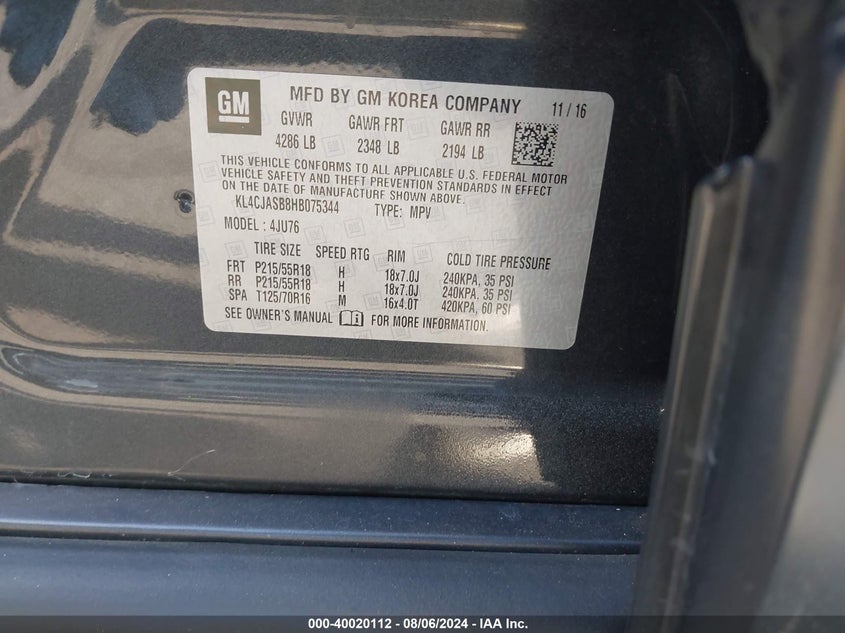 GM MFD BY GM KOREA COMPANY 11 / 16
GVWR GAWR FRT GAWR RR
4286 LB 2348 LB 2194 LB
THIS VEHICLE CONFORMS TO ALL APPLICABLE U.S. FEDERAL MOTOR
VEHICLE SAFETY AND THEFT PREVENTION STANDARDS IN EFFECT
ON THE DATE OF MANUFACTURE SHOWN ABOVE.
KL4CJASB8HB075344 TYPE: MPV
MODEL : 4JU76
TIRE SIZE SPEED RTG RIM COLD TIRE PRESSURE
FRT P215/55R18 H 18x7.0J 240KPA, 35 PSI
RR P215/55R18 H 18x7.0J 240KPA, 35 PSI
SPA T125/70R16 M 16x4.0T 420KPA, 60 PSI
SEE OWNER'S MANUAL FOR MORE INFORMATION.
000-40020112 - 08/06/2024 - IAA Inc.